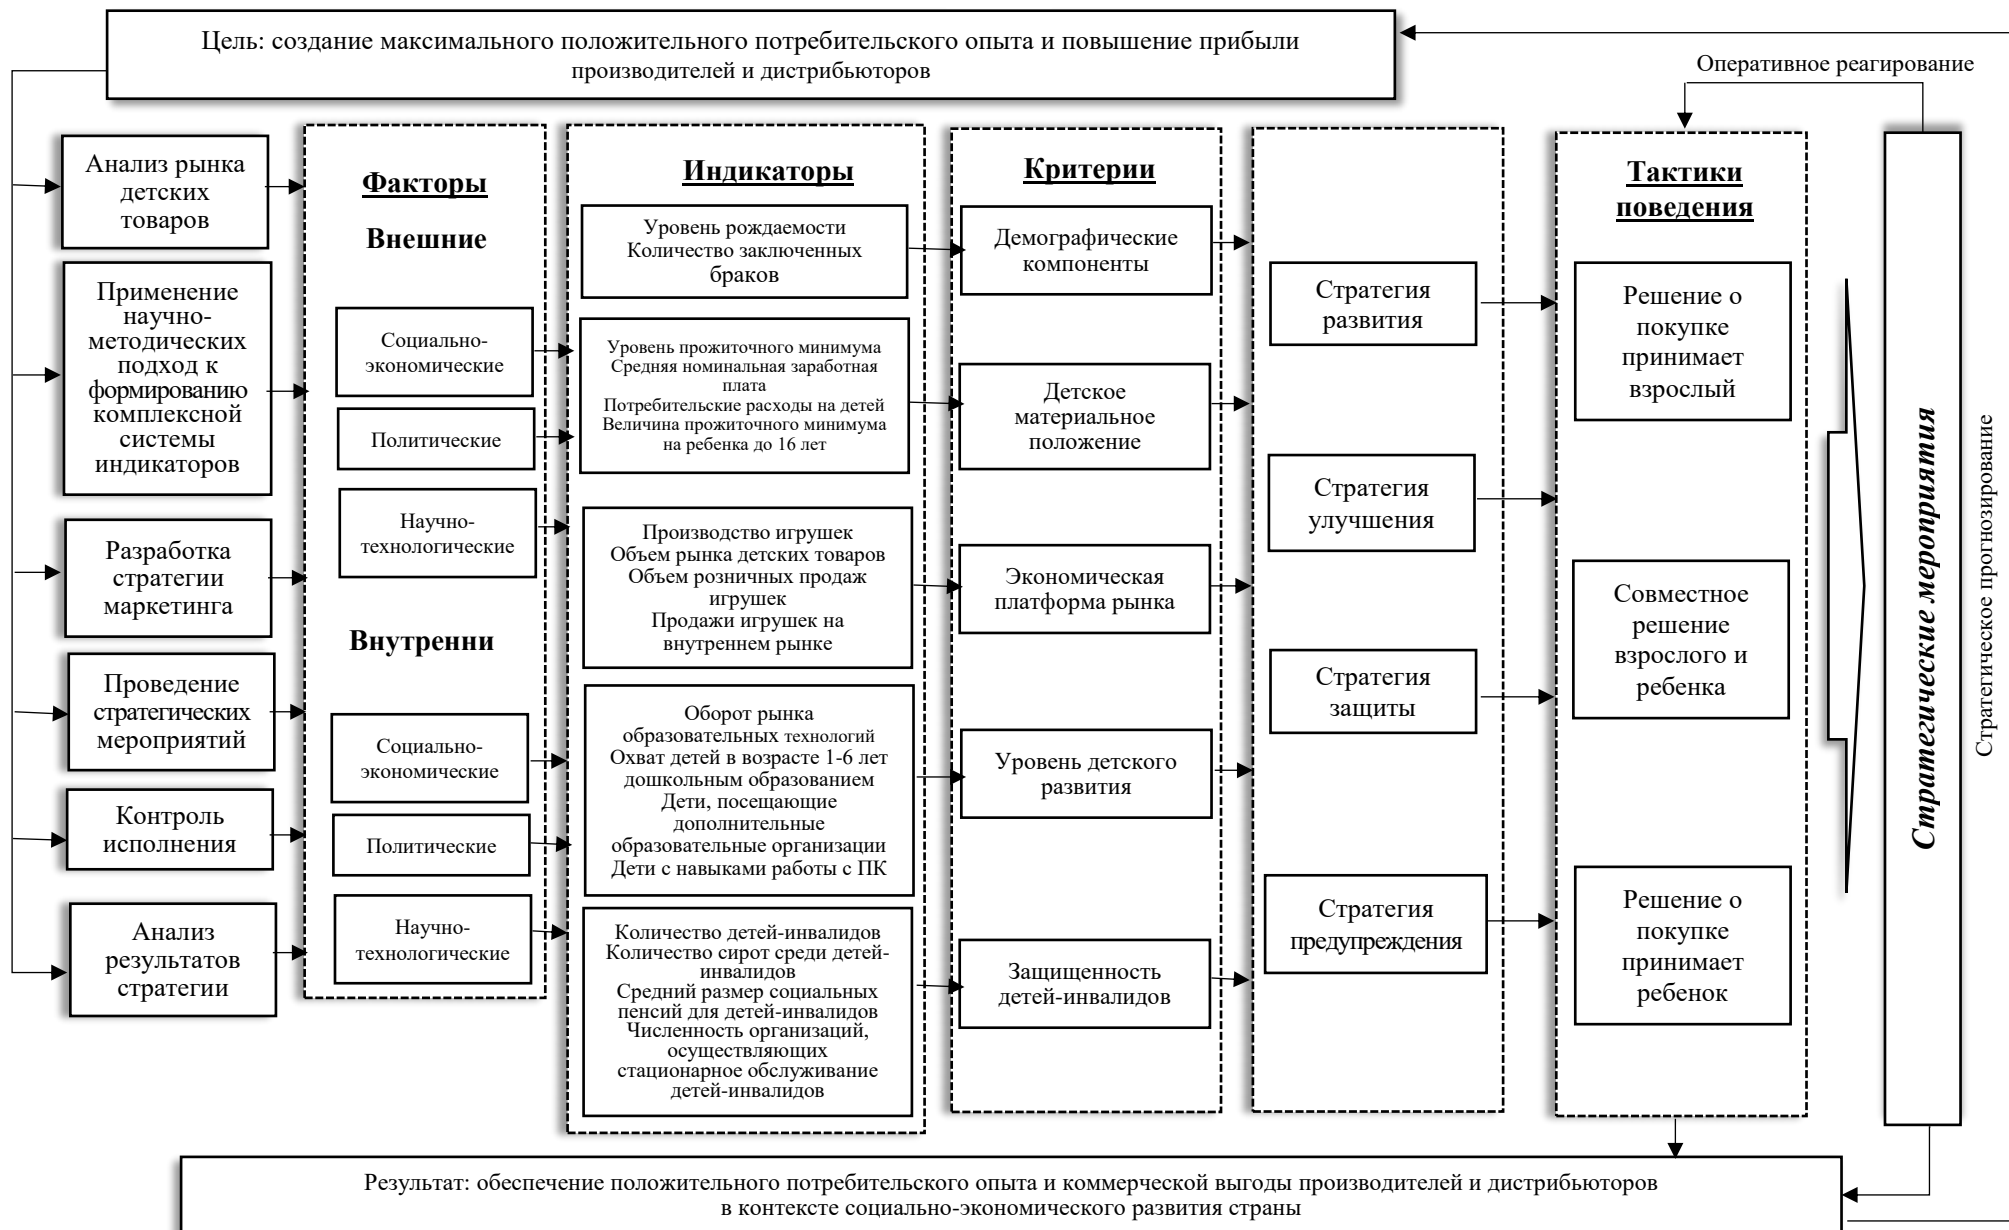 Цель: создание максимального положительного потребительского опыта и повышение прибыли
производителей и дистрибьюторов
Оперативное реагирование
Анализ рынка
детских
товаров
Применение
научно-
методических
подход к
формированию
комплексной
системы
индикаторов
Разработка
стратегии
маркетинга
Проведение
стратегических
мероприятий
Контроль
исполнения
Анализ
результатов
стратегии
Факторы
Внешние
Социально-
экономические
Политические
Научно-
технологические
Внутренни
Социально-
экономические
Политические
Научно-
технологические
Индикаторы
Уровень рождаемости
Количество заключенных
браков
Уровень прожиточного минимума
Средняя номинальная заработная
плата
Потребительские расходы на детей
Величина прожиточного минимума
на ребенка до 16 лет
Производство игрушек
Объем рынка детских товаров
Объем розничных продаж
игрушек
Продажи игрушек на
внутреннем рынке
Оборот рынка
образовательных технологий
Охват детей в возрасте 1-6 лет
дошкольным образованием
Дети, посещающие
дополнительные
образовательные организации
Дети с навыками работы с ПК
Количество детей-инвалидов
Количество сирот среди детей-
инвалидов
Средний размер социальных
пенсий для детей-инвалидов
Численность организаций,
осуществляющих
стационарное обслуживание
детей-инвалидов
Критерии
Демографические
компоненты
Детское
материальное
положение
Экономическая
платформа рынка
Уровень детского
развития
Защищенность
детей-инвалидов
Стратегия
развития
Стратегия
улучшения
Стратегия
защиты
Стратегия
предупреждения
Тактики
поведения
Решение о
покупке
принимает
взрослый
Совместное
решение
взрослого и
ребенка
Решение о
покупке
принимает
ребенок
Стратегические мероприятия
Стратегическое прогнозирование
Результат: обеспечение положительного потребительского опыта и коммерческой выгоды производителей и дистрибьюторов
в контексте социально-экономического развития страны